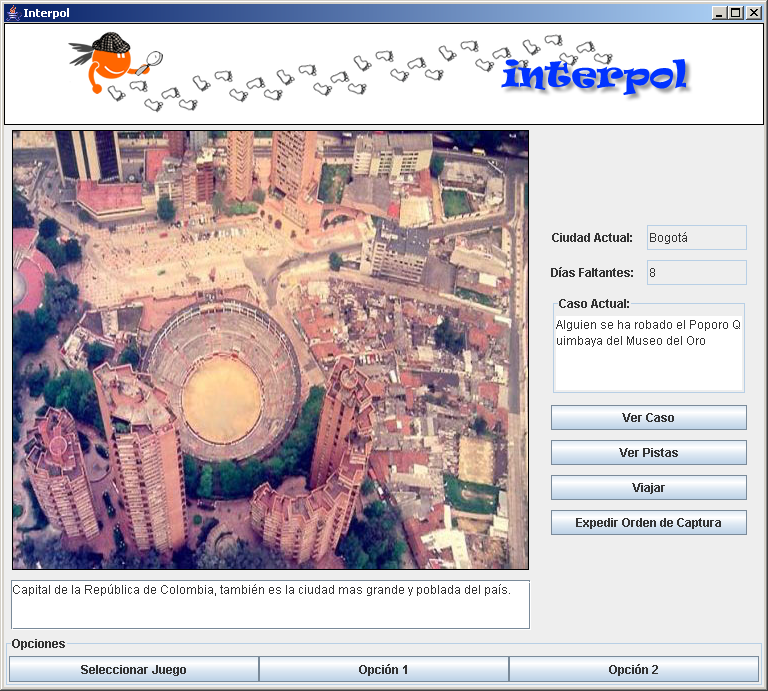 Interpol
interpol
Ciudad Actual: Bogotá
Días Faltantes: 8
Caso Actual:
Alguien se ha robado el Poporo Q
uimbaya del Museo del Oro
Ver Caso
Ver Pistas
Viajar
Expedir Orden de Captura
Capital de la República de Colombia, también es la ciudad mas grande y poblada del país.
Opciones
Seleccionar Juego Opción 1 Opción 2